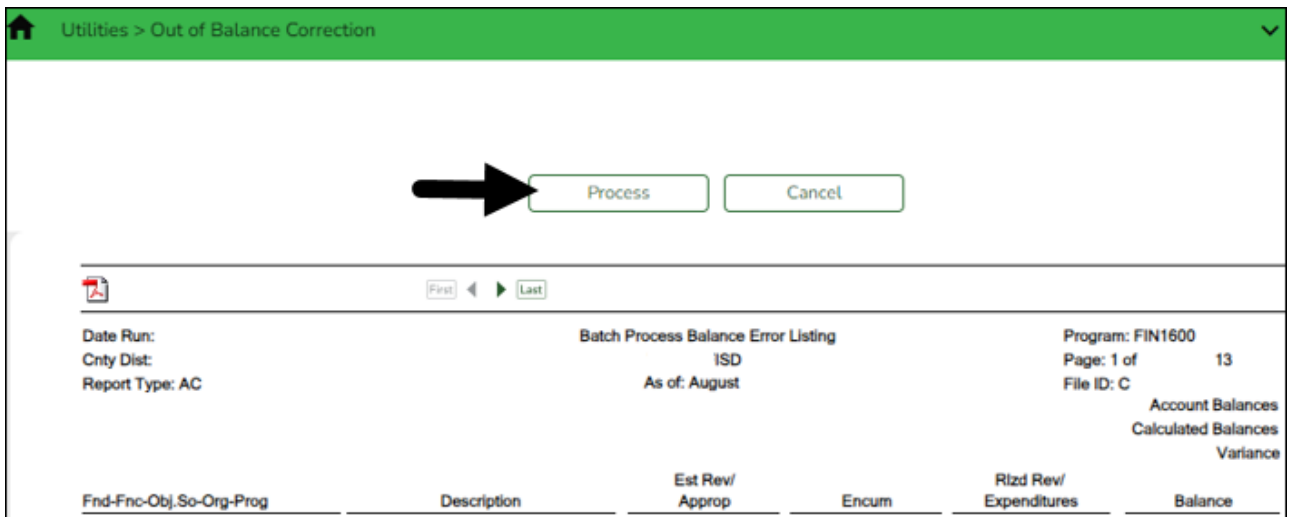 Utilities > Out of Balance Correction
Process Cancel
First Last
Date Run: Batch Process Balance Error Listing Program: FIN1600
Cnty Dist: ISD Page: 1 of 13
Report Type: AC As of: August File ID: C
Account Balances
Calculated Balances
Variance
Est Rev/ Rlzd Rev/
Fnd-Fnc-Obj.So-Org-Prog Description Approp Encum Expenditures Balance